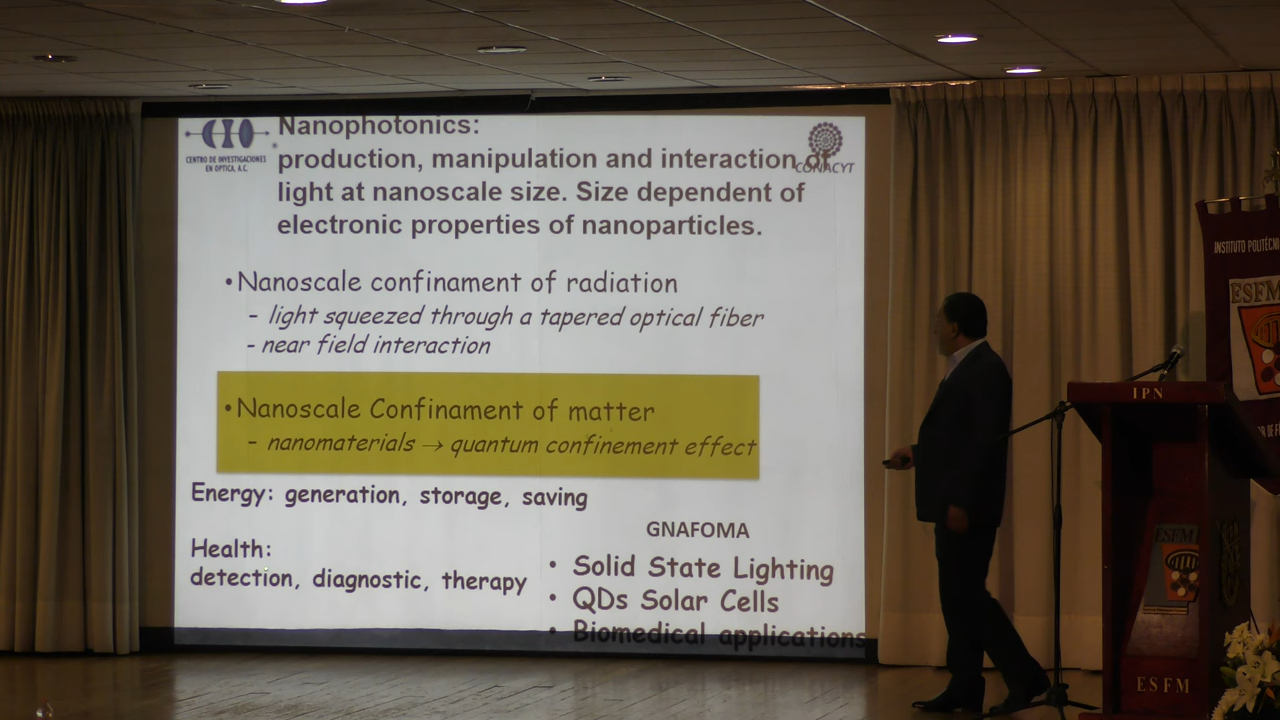 CIO
CENTRO DE INVESTIGACIONES
EN OPTICA, A.C.
Nanophotonics:
production, manipulation and interaction of
light at nanoscale size. Size dependent of
electronic properties of nanoparticles.
CONACYT
•Nanoscale confinament of radiation
- light squeezed through a tapered optical fiber
- near field interaction
•Nanoscale Confinament of matter
- nanomaterials → quantum confinement effect
Energy: generation, storage, saving
Health:
detection, diagnostic, therapy
GNAFOMA
• Solid State Lighting
• QDs Solar Cells
• Biomedical applications
INSTITUTO
ESFM
IPN
ESFM
ESFM